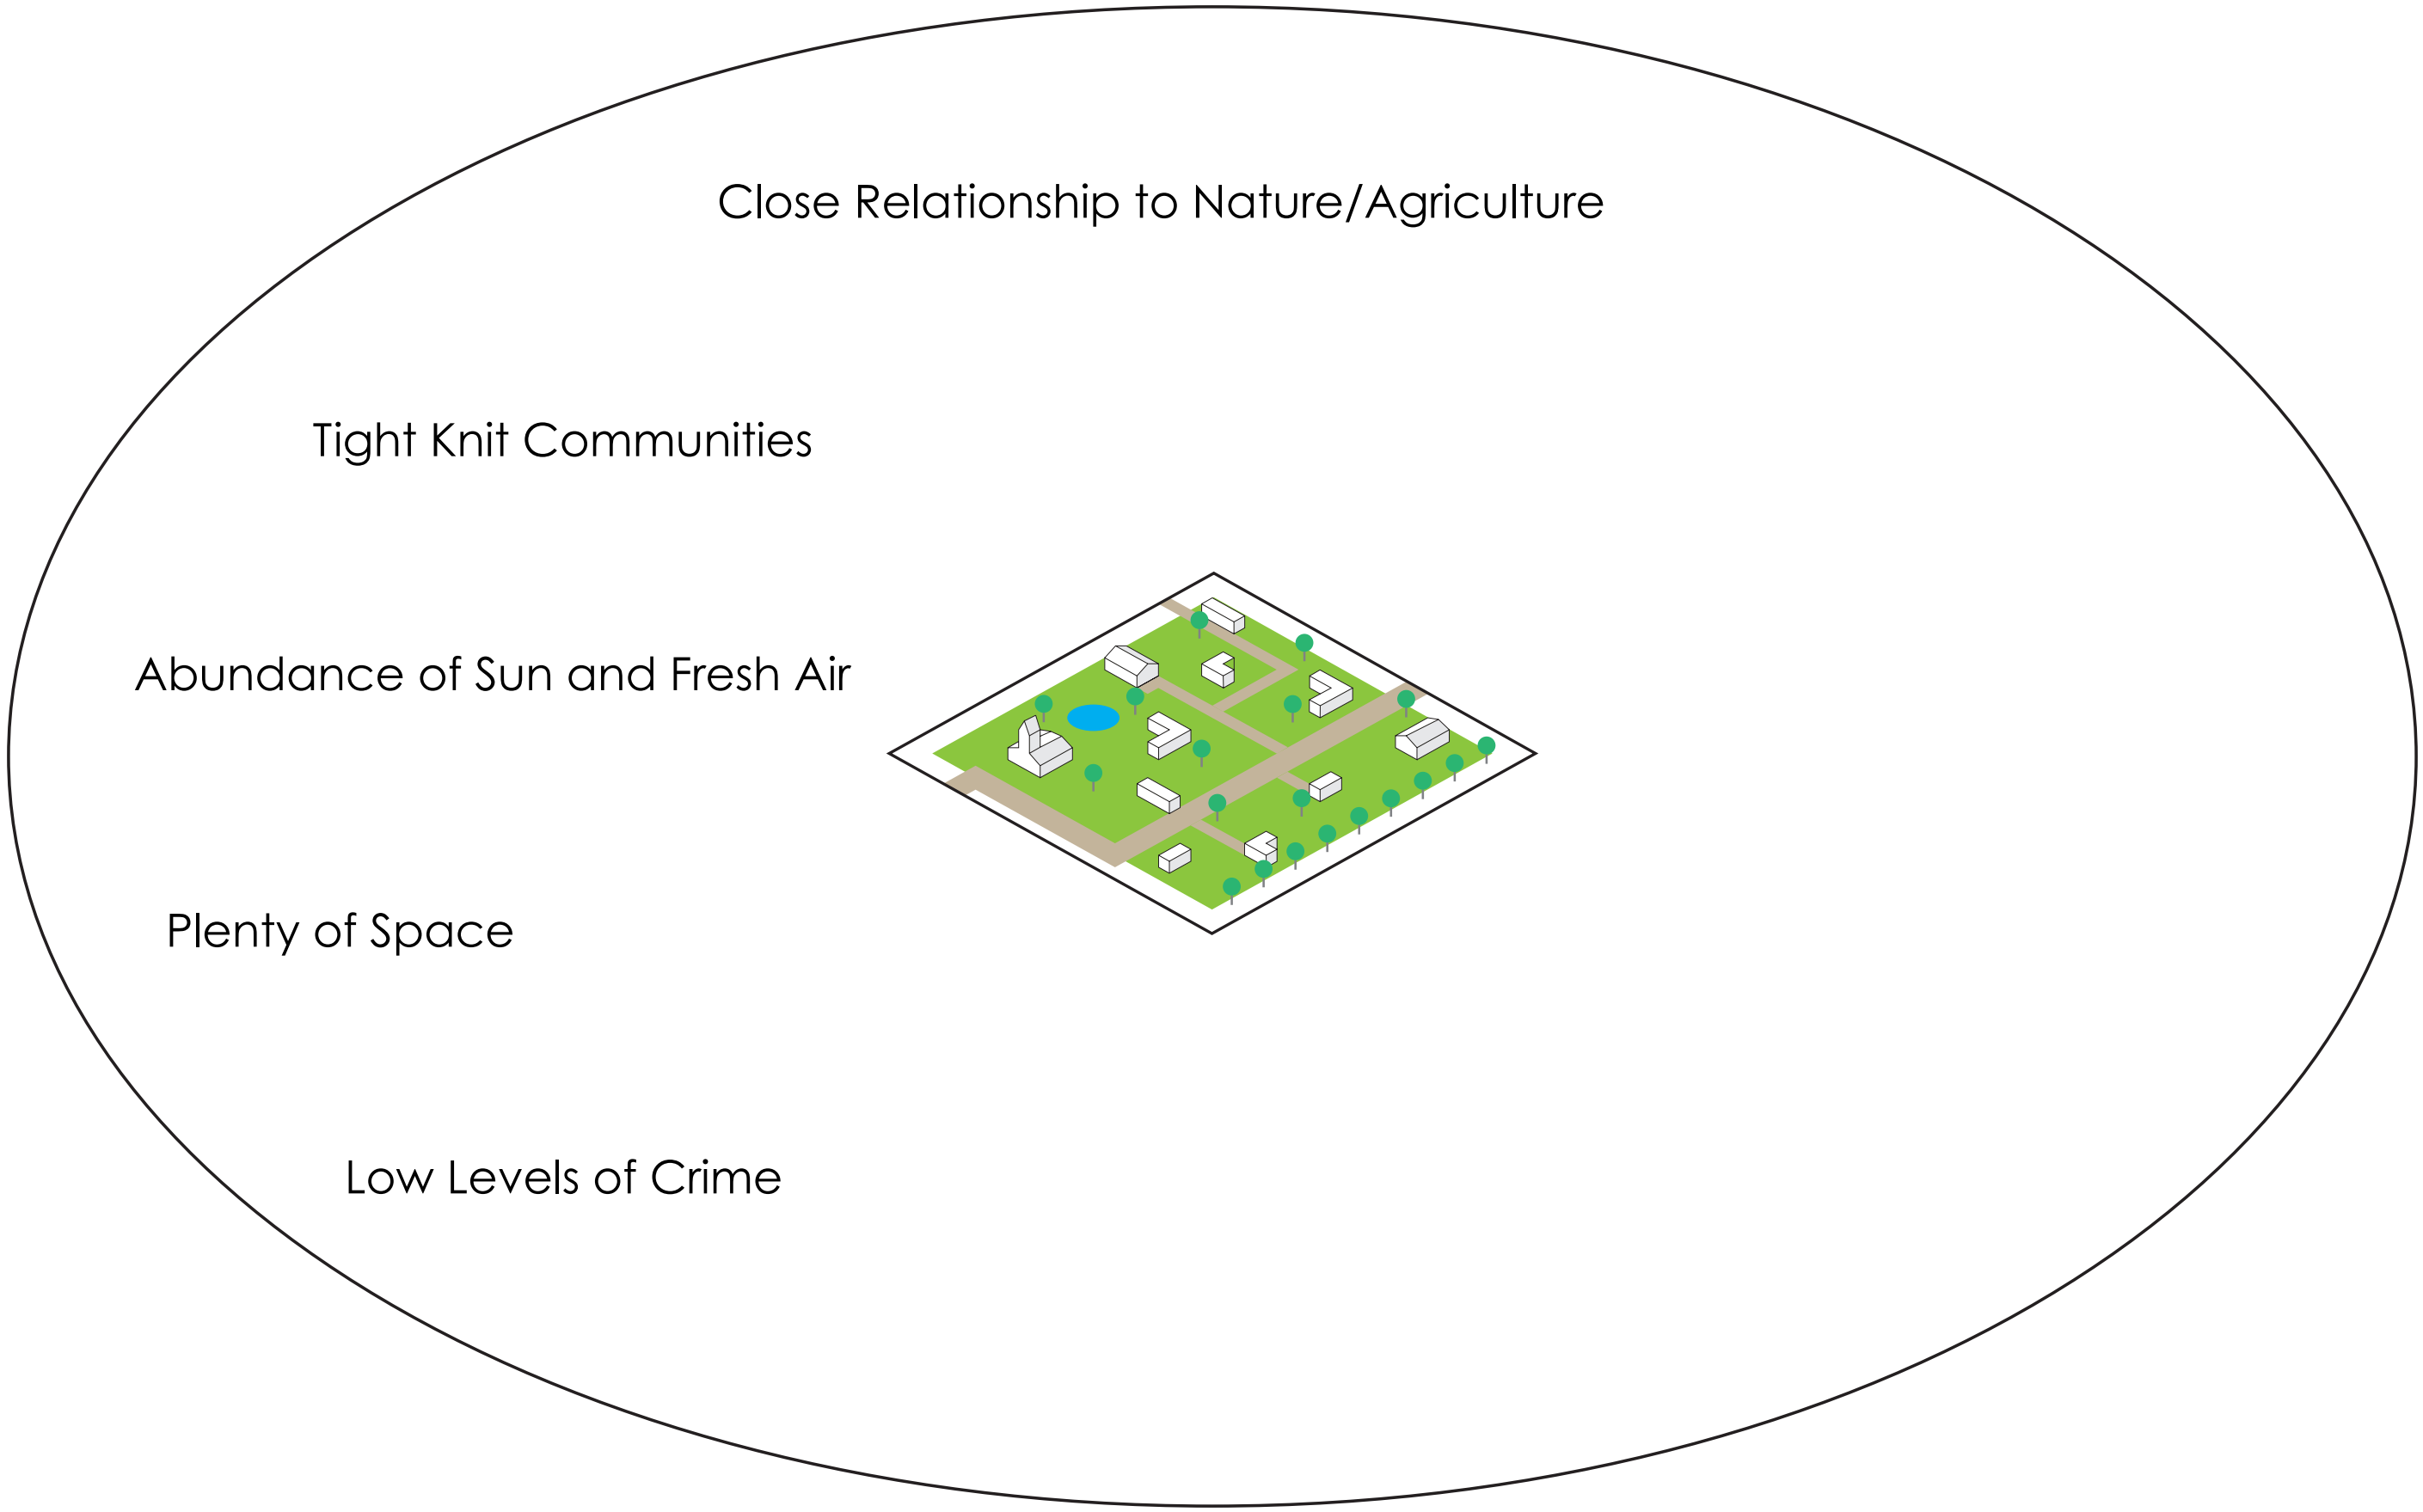 Close Relationship to Nature/Agriculture
Tight Knit Communities
Abundance of Sun and Fresh Air
Plenty of Space
Low Levels of Crime